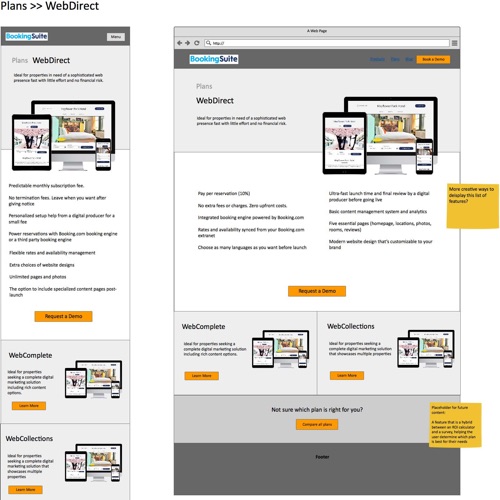 Plans >> WebDirect
BookingSuite
Menu
Plans WebDirect
Ideal for properties in need of a sophisticated web
presence fast with little effort and no financial risk.
Predictable monthly subscription fee.
No termination fees. Leave when you want after
giving notice
Personalized setup help from a digital producer for a
small fee
Power reservations with Booking.com booking engine
or a third party booking engine
Flexible rates and availability management
Extra choices of website designs
Unlimited pages and photos
The option to include specialized content pages post-
launch
Request a Demo
WebComplete
Ideal for properties
seeking a complete
digital marketing
solution including
rich content options.
Learn More
WebCollections
Ideal for properties
seeking a complete
digital marketing
solution that
showcases multiple
properties
Learn More
A Web Page
http://
BookingSuite
Book a Demo
Plans
WebDirect
Ideal for properties in need of a sophisticated web
presence fast with little effort and no financial risk.
Pay per reservation (10%)
No extra fees or charges. Zero upfront costs.
Integrated booking engine powered by Booking.com
Rates and availability synced from your Booking.com
extranet
Choose as many languages as you want before launch
Ultra-fast launch time and final review by a digital
producer before going live
Basic content management system and analytics
Five essential pages (homepage, locations, photos,
rooms, reviews)
Modern website design that's customizable to your
brand
Request a Demo
WebComplete
Ideal for properties seeking a
complete digital marketing
solution including rich content
options.
Learn More
WebCollections
Ideal for properties seeking a
complete digital marketing solution
that showcases multiple properties
Learn More
Not sure which plan is right for you?
Compare all plans
Footer
More creative ways to
desplay this list of
features?
Placeholder for future
content:
A feature that is a hybrid
between an ROI calculator
and a survey, helping the
user determine which plan
is best for their needs.